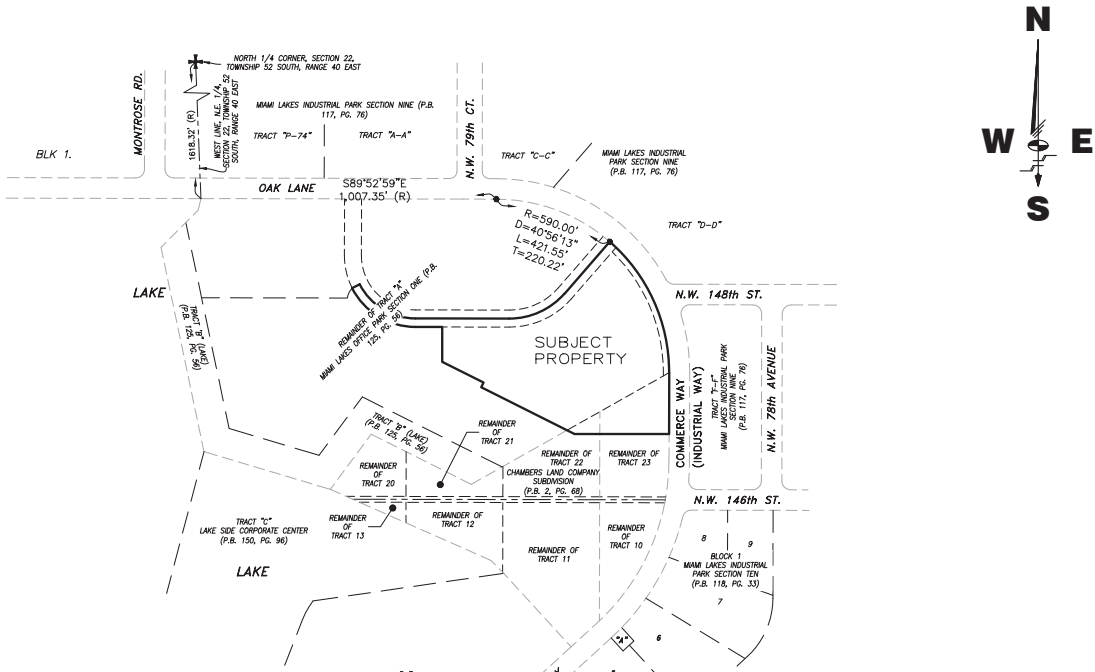 N
W E
S
NORTH 1/4 CORNER, SECTION 22,
TOWNSHIP 52 SOUTH, RANGE 40 EAST
MONTROSE RD.
1618.32' (R)
WEST LINE, N.E. 1/4,
SECTION 22, TOWNSHIP 52
SOUTH, RANGE 40 EAST
MIAMI LAKES INDUSTRIAL PARK SECTION NINE (P.B.
117, PG. 76)
TRACT "P-74"
TRACT "A-A"
N.W. 79th CT.
BLK 1.
TRACT "C-C"
MIAMI LAKES INDUSTRIAL
PARK SECTION NINE
(P.B. 117, PG. 76)
OAK LANE
S89°52'59"E
1,007.35' (R)
R=590.00'
D=40°56'13"
L=421.55'
T=220.22'
TRACT "D-D"
LAKE
TRACT "B" (LAKE)
(P.B. 125, PG. 56)
REMAINDER OF TRACT "A"
MIAMI LAKES OFFICE PARK SECTION ONE (P.B.
125, PG. 56)
N.W. 148th ST.
SUBJECT
PROPERTY
COMMERCE WAY
(INDUSTRIAL WAY)
TRACT "F-F"
MIAMI LAKES INDUSTRIAL PARK
SECTION NINE
(P.B. 117, PG. 76)
N.W. 78th AVENUE
TRACT "B" (LAKE)
(P.B. 125, PG. 56)
REMAINDER
OF
TRACT 21
REMAINDER OF
TRACT 22
REMAINDER OF
TRACT 23
CHAMBERS LAND COMPANY
SUBDIVISION
(P.B. 2, PG. 68)
REMAINDER
OF
TRACT 20
N.W. 146th ST.
TRACT "C"
LAKE SIDE CORPORATE CENTER
(P.B. 150, PG. 96)
REMAINDER
OF
TRACT 13
REMAINDER OF
TRACT 12
REMAINDER OF
TRACT 11
REMAINDER
OF
TRACT 10
8
9
BLOCK 1
MIAMI LAKES INDUSTRIAL
PARK SECTION TEN
(P.B. 118, PG. 33)
7
LAKE
"A"
6